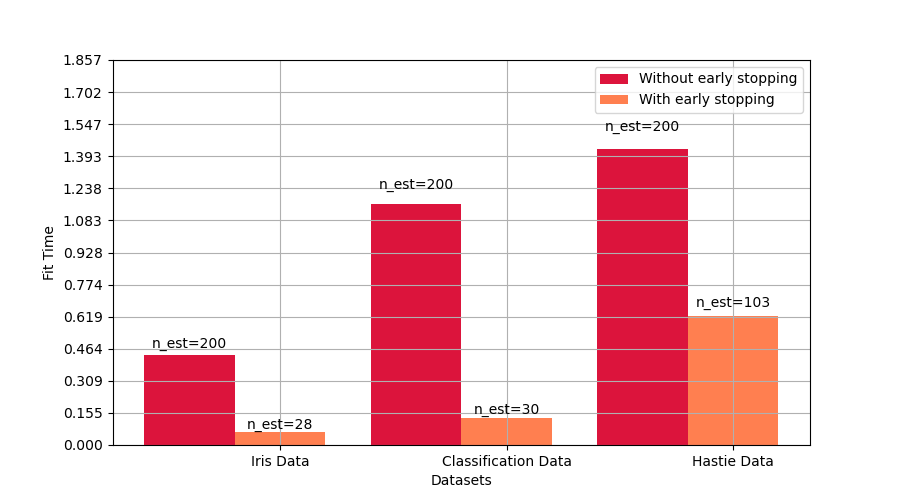 1.857
1.702
1.547
1.393
1.238
1.083
0.928
0.774
0.619
0.464
0.309
0.155
0.000
Fit Time
Without early stopping
With early stopping
n_est=200
n_est=200
n_est=103
n_est=200
n_est=30
n_est=28
Iris Data
Classification Data
Hastie Data
Datasets